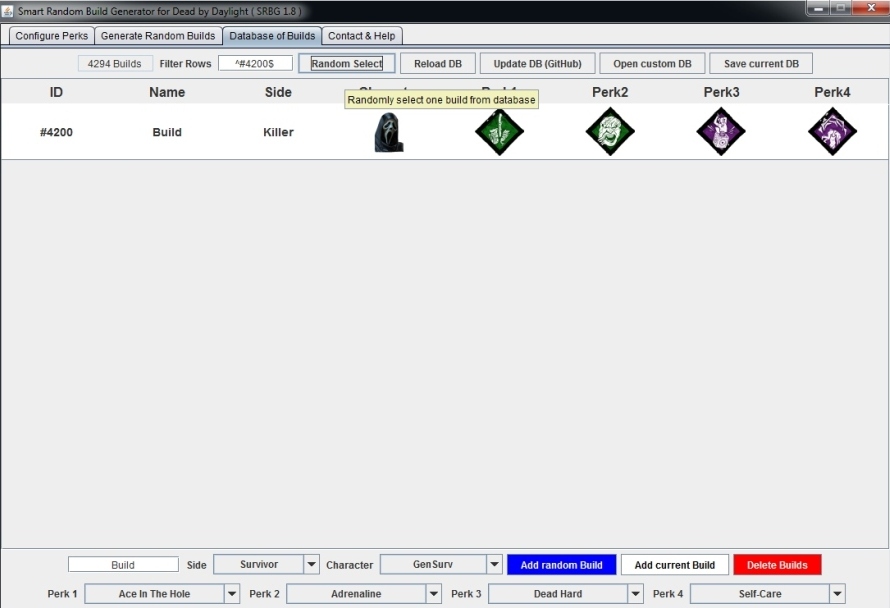 Smart Random Build Generator for Dead by Daylight ( SRBG 1.8 )
Configure Perks Generate Random Builds Database of Builds Contact & Help
4294 Builds Filter Rows ^#4200$ Random Select Reload DB Update DB (GitHub) Open custom DB Save current DB
ID Name Side Perk2 Perk3 Perk4
Randomly select one build from database
#4200 Build Killer
Build Side Survivor Character GenSurv Add random Build Add current Build Delete Builds
Perk 1 Ace In The Hole Perk 2 Adrenaline Perk 3 Dead Hard Perk 4 Self-Care